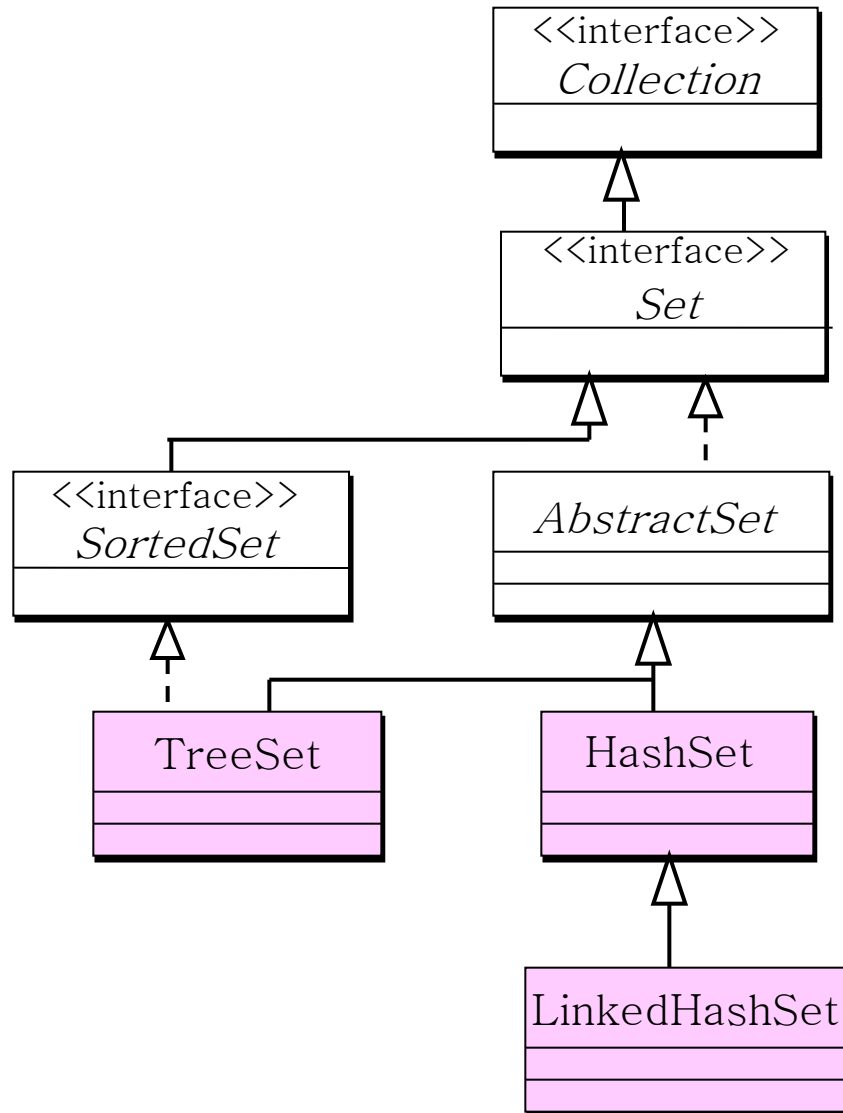 <<interface>>
Collection
<<interface>>
Set
<<interface>>
SortedSet
AbstractSet
TreeSet
HashSet
LinkedHashSet